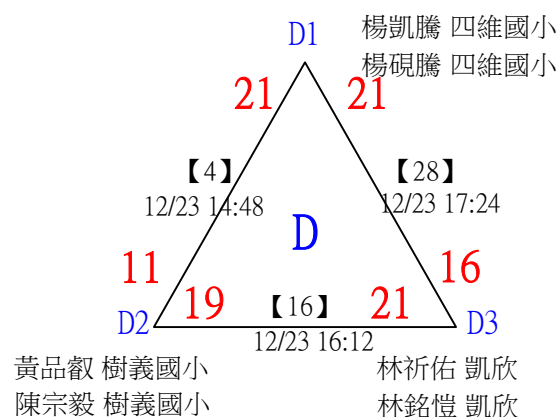 D1
楊凱騰 四維國小
楊硯騰 四維國小
21
21
【4】
12/23 14:48
【28】
12/23 17:24
D
11
16
19
【16】
21
D2
12/23 16:12
D3
黃品叡 樹義國小
陳宗毅 樹義國小
林祈佑 凱欣
林銘愷 凱欣